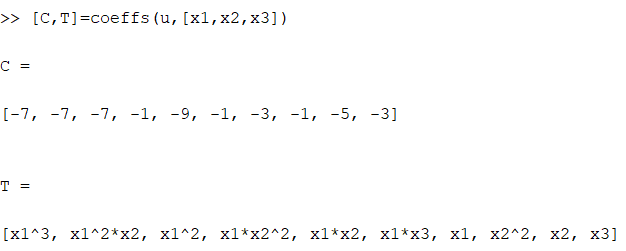 >> [C,T]=coeffs(u,[x1,x2,x3])
C =
[-7, -7, -7, -1, -9, -1, -3, -1, -5, -3]
T =
[x1^3, x1^2*x2, x1^2, x1*x2^2, x1*x2, x1*x3, x1, x2^2, x2, x3]